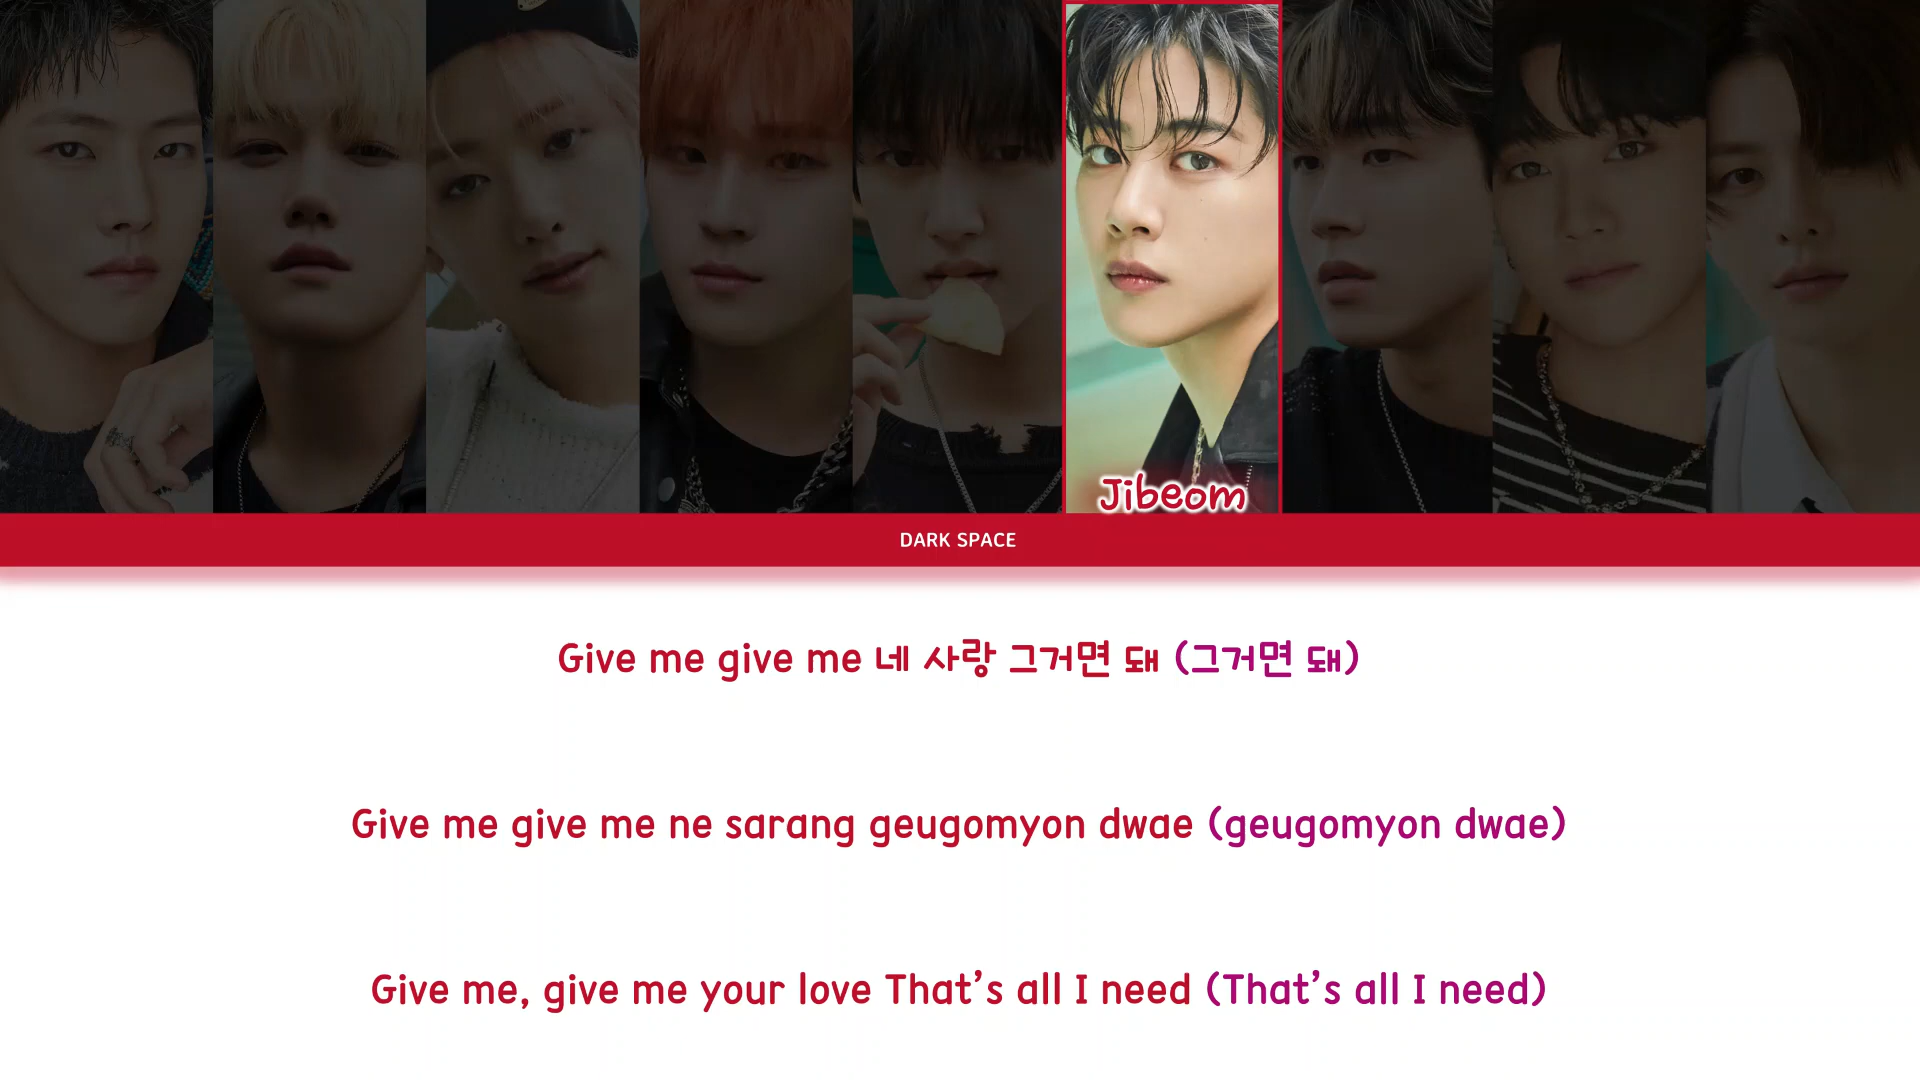 Jibeom
DARK SPACE
Give me give me 네 사랑 그거면 돼 (그거면 돼)
Give me give me ne sarang geugomyon dwae (geugomyon dwae)
Give me, give me your love That’s all I need (That’s all I need)